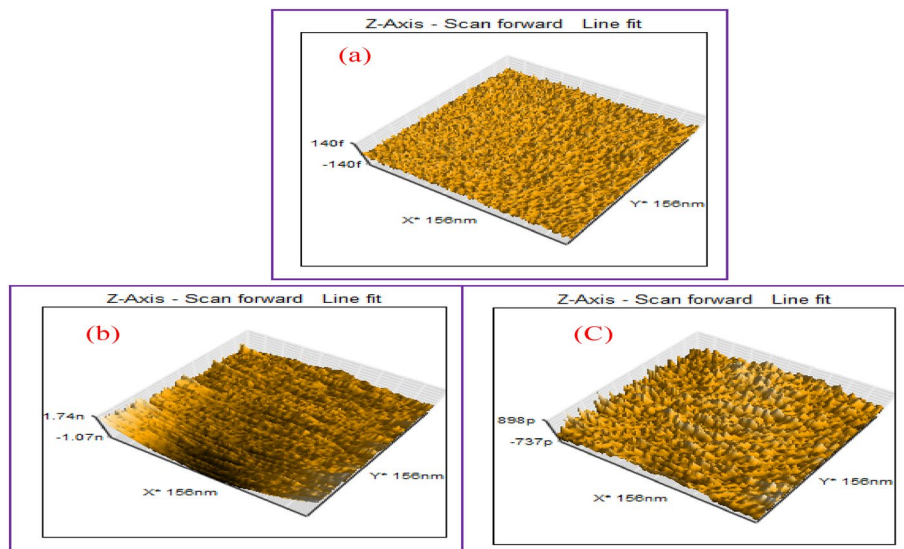 Z-Axis - Scan forward Line fit
(a)
140f
-140f
X* 156nm
Y* 156nm
Z-Axis - Scan forward Line fit
(b)
1.74n
-1.07n
X* 156nm
Y* 156nm
Z-Axis - Scan forward Line fit
(C)
898p
-737p
X* 156nm
Y* 156nm